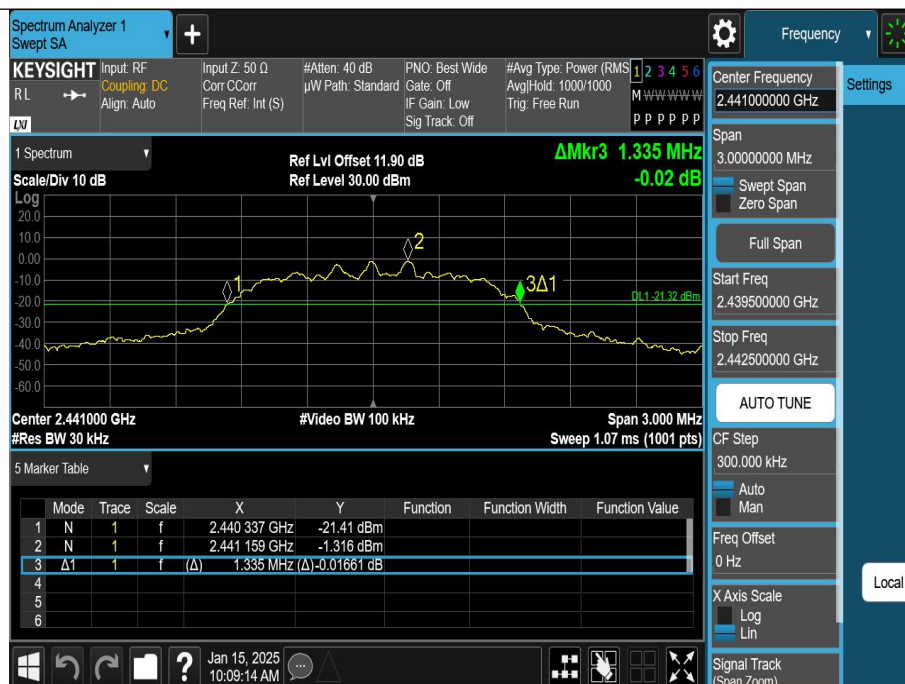 Spectrum Analyzer 1
Swept SA
+
Frequency
KEYSIGHT
RL
LXI
Input: RF
Coupling: DC
Align: Auto
Input Z: 50 Ω
Corr CCorr
Freq Ref: Int (S)
#Atten: 40 dB
µW Path: Standard
PNO: Best Wide
Gate: Off
IF Gain: Low
Sig Track: Off
#Avg Type: Power (RMS
Avg|Hold: 1000/1000
Trig: Free Run
1 2 3 4 5 6
M W W W W W
P P P P P P
1 Spectrum
Scale/Div 10 dB
Ref Lvl Offset 11.90 dB
Ref Level 30.00 dBm
ΔMkr3 1.335 MHz
-0.02 dB
Log
20.0
10.0
0.00
-10.0
-20.0
-30.0
-40.0
-50.0
-60.0
1
2
3Δ1
DL1 -21.32 dBm
Center 2.441000 GHz
#Res BW 30 kHz
#Video BW 100 kHz
Span 3.000 MHz
Sweep 1.07 ms (1001 pts)
5 Marker Table
Mode Trace Scale X Y Function Function Width Function Value
1 N 1 f 2.440 337 GHz -21.41 dBm
2 N 1 f 2.441 159 GHz -1.316 dBm
3 Δ1 1 f (Δ) 1.335 MHz (Δ) -0.01661 dB
4
5
6
?
Jan 15, 2025
10:09:14 AM
Center Frequency
2.441000000 GHz
Span
3.00000000 MHz
Swept Span
Zero Span
Full Span
Start Freq
2.439500000 GHz
Stop Freq
2.442500000 GHz
AUTO TUNE
CF Step
300.000 kHz
Auto
Man
Freq Offset
0 Hz
X Axis Scale
Log
Lin
Signal Track
(Span Zoom)
Settings
Local